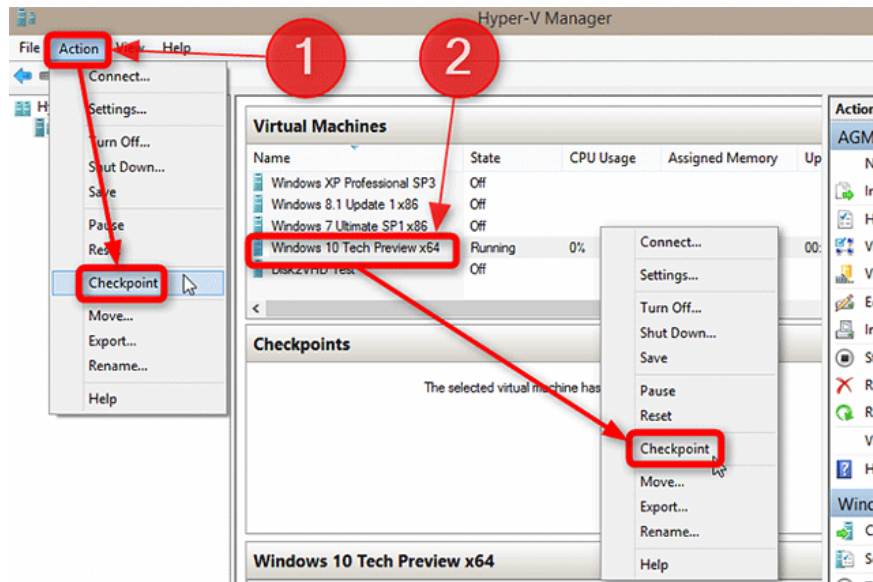 Hyper-V Manager
File Action View Help
1
2
Connect...
Settings...
Turn Off...
Shut Down...
Save
Pause
Reset
Checkpoint
Move...
Export...
Rename...
Help
Virtual Machines
Name State CPU Usage Assigned Memory Up
Windows XP Professional SP3 Off
Windows 8.1 Update 1 x86 Off
Windows 7 Ultimate SP1 x86 Off
Windows 10 Tech Preview x64 Running 0% 00:
Disk2VHD Test Off
Checkpoints
The selected virtual machine has
Connect...
Settings...
Turn Off...
Shut Down...
Save
Pause
Reset
Checkpoint
Move...
Export...
Rename...
Help
Windows 10 Tech Preview x64
Action
AGM
N
H
V
V
R
R
V
H
Wind
C